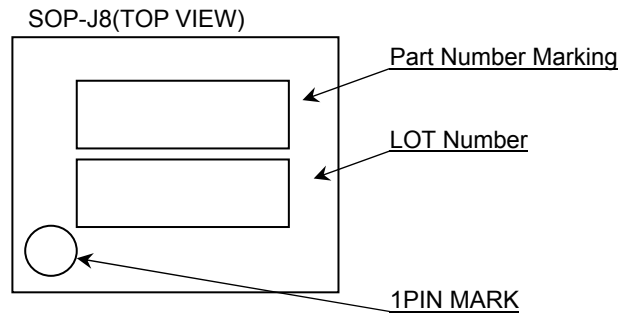 SOP-J8(TOP VIEW)
Part Number Marking
LOT Number
1PIN MARK